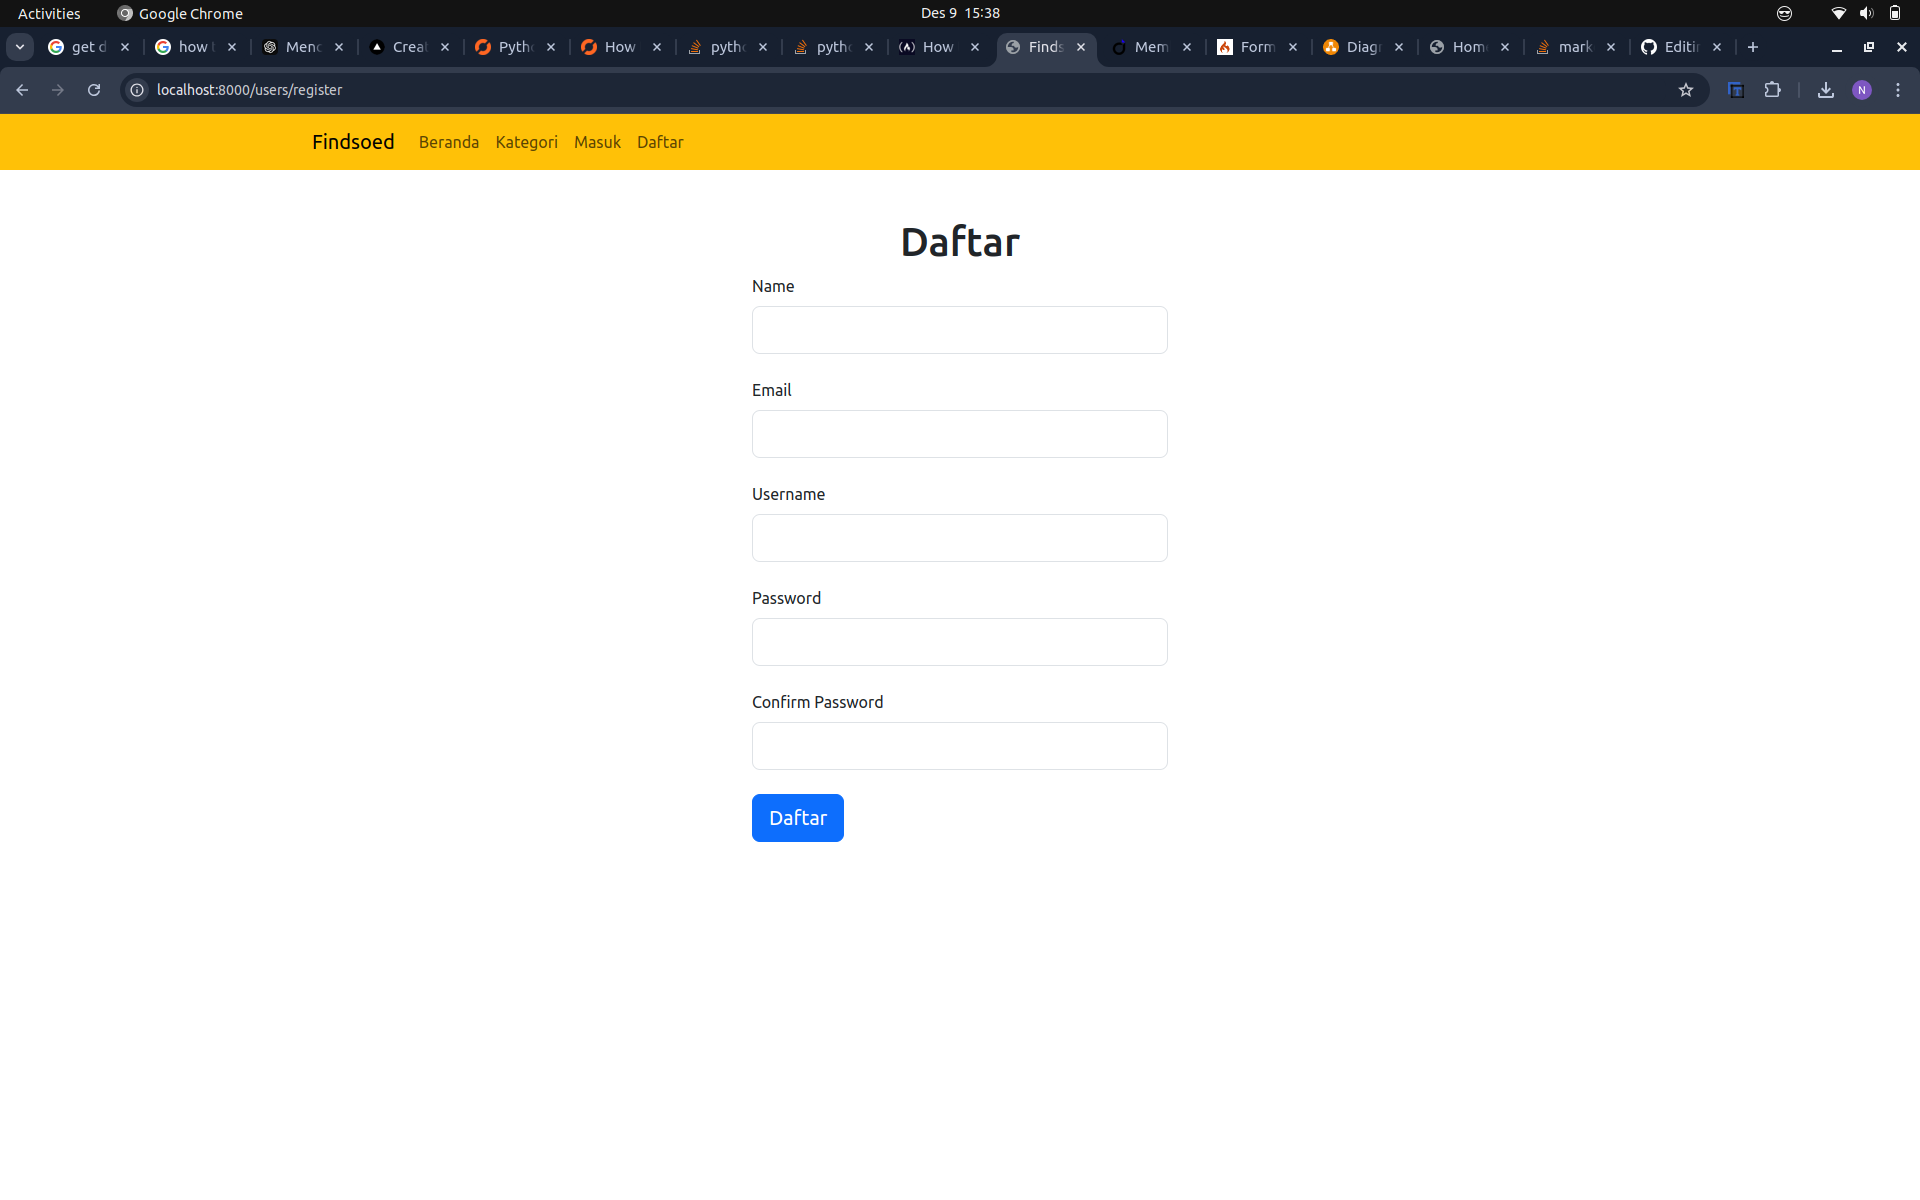 Activities Google Chrome Des 9 15:38
get d how t Menc Creat Pytho How pytho pytho How Finds Mem Form Diagr Hom mark Editi
localhost:8000/users/register N
Findsoed Beranda Kategori Masuk Daftar
Daftar
Name
Email
Username
Password
Confirm Password
Daftar